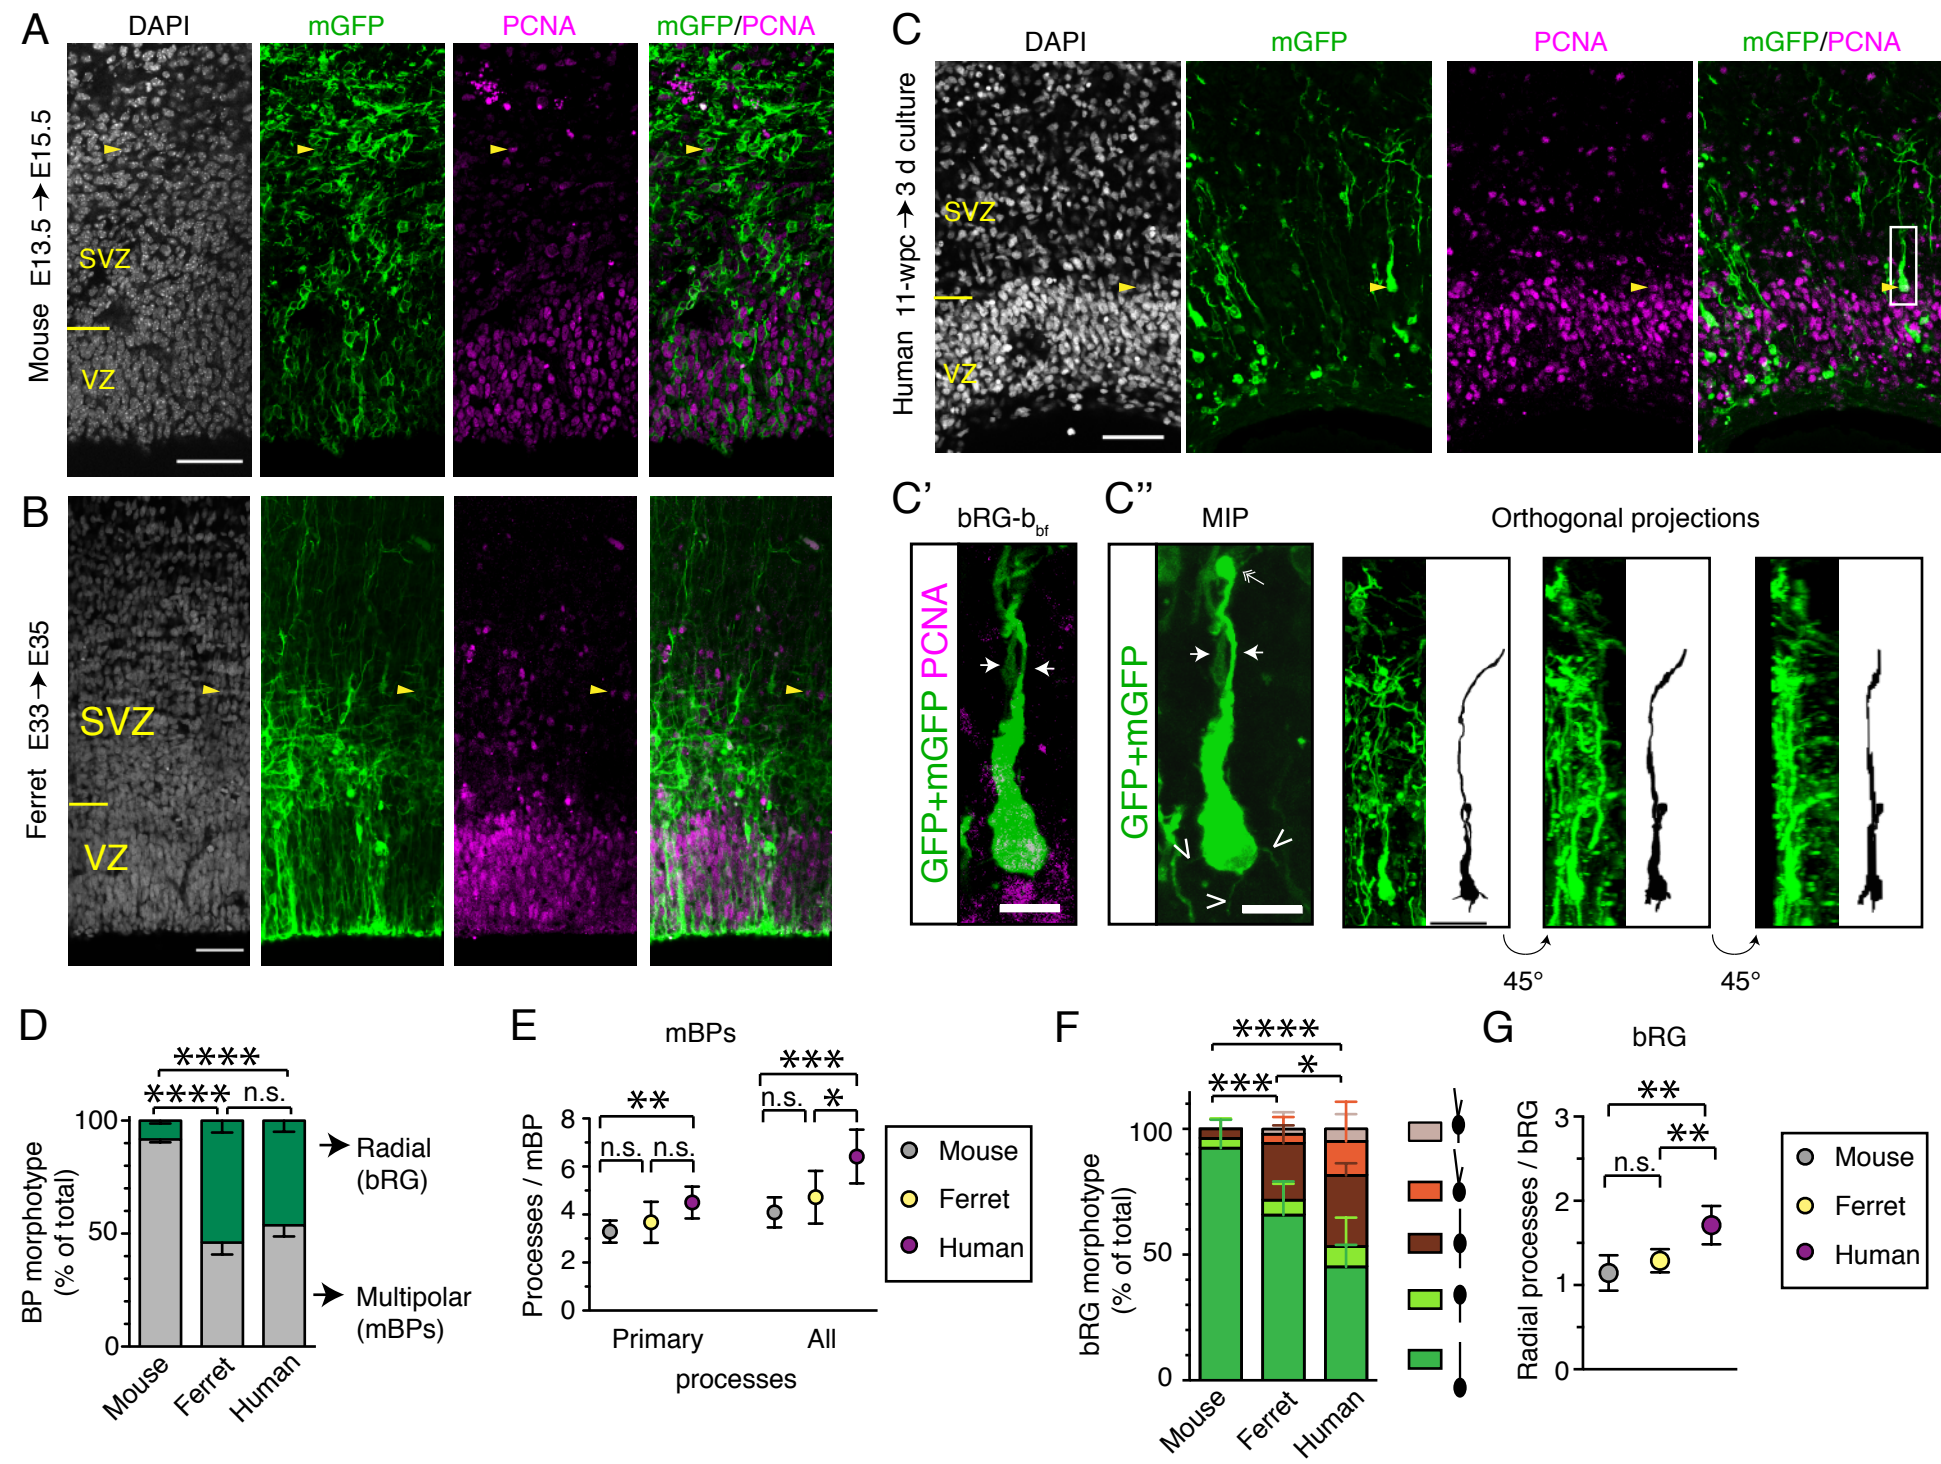 A
DAPI
mGFP
PCNA
mGFP/PCNA
Mouse E13.5 → E15.5
SVZ
VZ
B
Ferret E33 → E35
SVZ
VZ
C
DAPI
mGFP
PCNA
mGFP/PCNA
Human 11-wpc → 3 d culture
SVZ
VZ
C'
bRG-b bf
GFP+mGFP PCNA
C''
MIP
GFP+mGFP
Orthogonal projections
45°
45°
D
****
****
n.s.
BP morphotype
(% of total)
100
50
0
Mouse
Ferret
Human
Radial
(bRG)
Multipolar
(mBPs)
E
mBPs
***
n.s.
*
**
n.s.
n.s.
Processes / mBP
8
6
4
2
0
Primary
All
processes
Mouse
Ferret
Human
F
****
***
*
bRG morphotype
(% of total)
100
50
0
Mouse
Ferret
Human
G
bRG
**
**
n.s.
Radial processes / bRG
3
2
1
0
Mouse
Ferret
Human